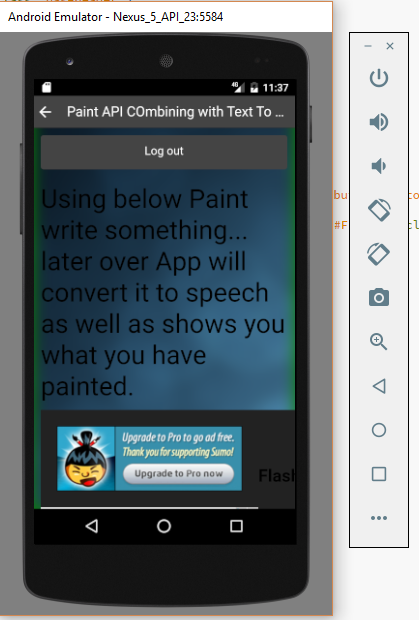 Android Emulator - Nexus_5_API_23:5584
4G 11:37
Paint API COmbining with Text To ...
Log out
Using below Paint
write something...
later over App will
convert it to speech
as well as shows you
what you have
painted.
Upgrade to Pro to go ad free.
Thank you for supporting Sumo!
Upgrade to Pro now
Flash
bu
co
#F
cl